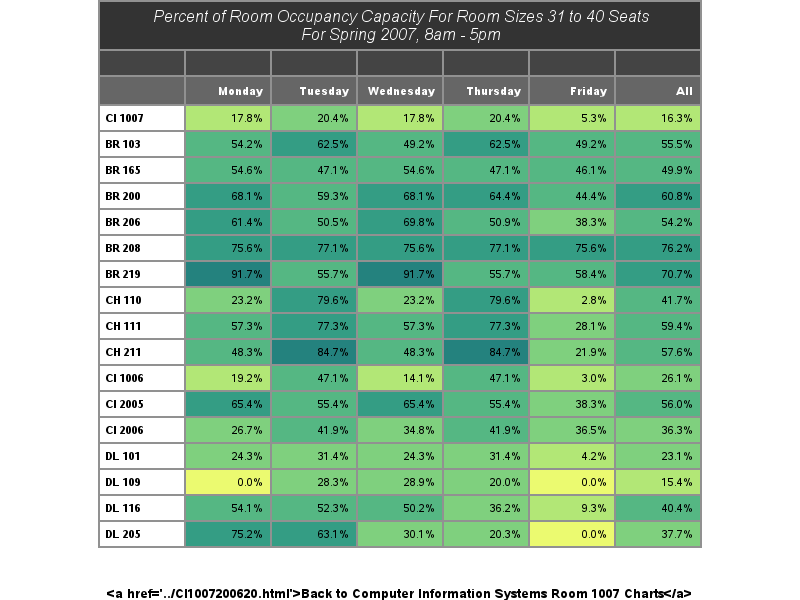 Percent of Room Occupancy Capacity For Room Sizes 31 to 40 Seats
For Spring 2007, 8am - 5pm
Monday Tuesday Wednesday Thursday Friday All
CI 1007 17.8% 20.4% 17.8% 20.4% 5.3% 16.3%
BR 103 54.2% 62.5% 49.2% 62.5% 49.2% 55.5%
BR 165 54.6% 47.1% 54.6% 47.1% 46.1% 49.9%
BR 200 68.1% 59.3% 68.1% 64.4% 44.4% 60.8%
BR 206 61.4% 50.5% 69.8% 50.9% 38.3% 54.2%
BR 208 75.6% 77.1% 75.6% 77.1% 75.6% 76.2%
BR 219 91.7% 55.7% 91.7% 55.7% 58.4% 70.7%
CH 110 23.2% 79.6% 23.2% 79.6% 2.8% 41.7%
CH 111 57.3% 77.3% 57.3% 77.3% 28.1% 59.4%
CH 211 48.3% 84.7% 48.3% 84.7% 21.9% 57.6%
CI 1006 19.2% 47.1% 14.1% 47.1% 3.0% 26.1%
CI 2005 65.4% 55.4% 65.4% 55.4% 38.3% 56.0%
CI 2006 26.7% 41.9% 34.8% 41.9% 36.5% 36.3%
DL 101 24.3% 31.4% 24.3% 31.4% 4.2% 23.1%
DL 109 0.0% 28.3% 28.9% 20.0% 0.0% 15.4%
DL 116 54.1% 52.3% 50.2% 36.2% 9.3% 40.4%
DL 205 75.2% 63.1% 30.1% 20.3% 0.0% 37.7%
<a href='../CI1007200620.html'>Back to Computer Information Systems Room 1007 Charts</a>